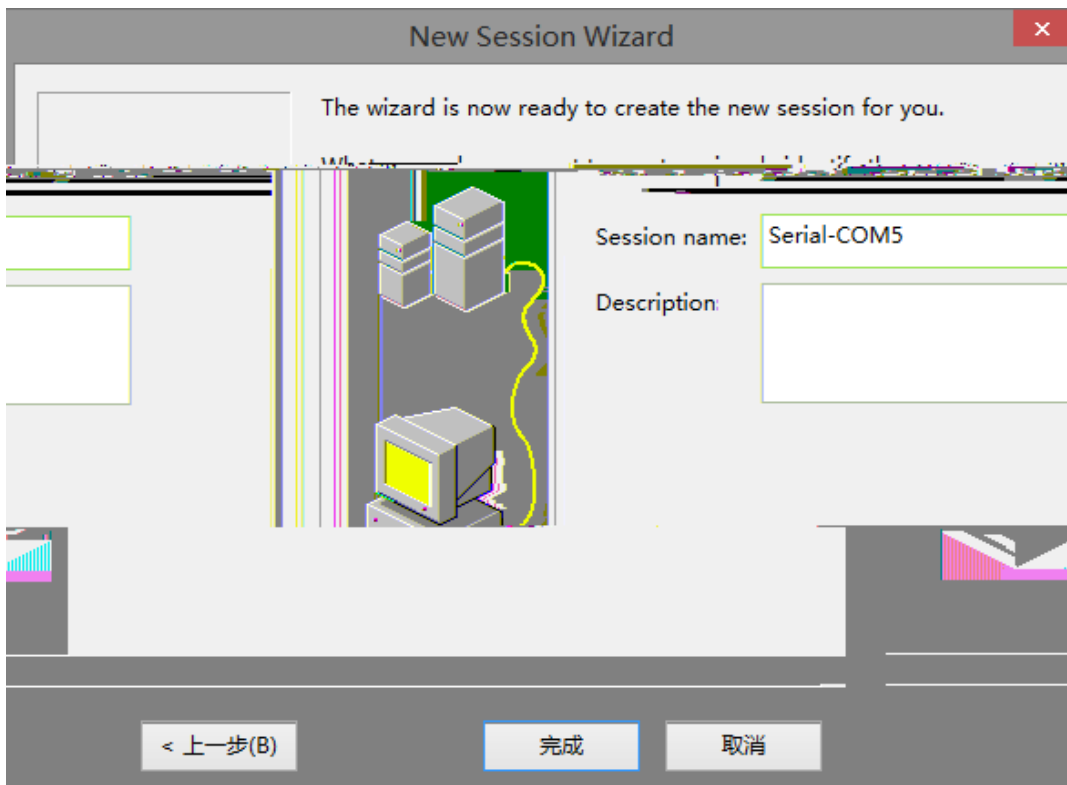 New Session Wizard
The wizard is now ready to create the new session for you.
Session name: Serial-COM5
Description:
< 上一步(B) 完成 取消